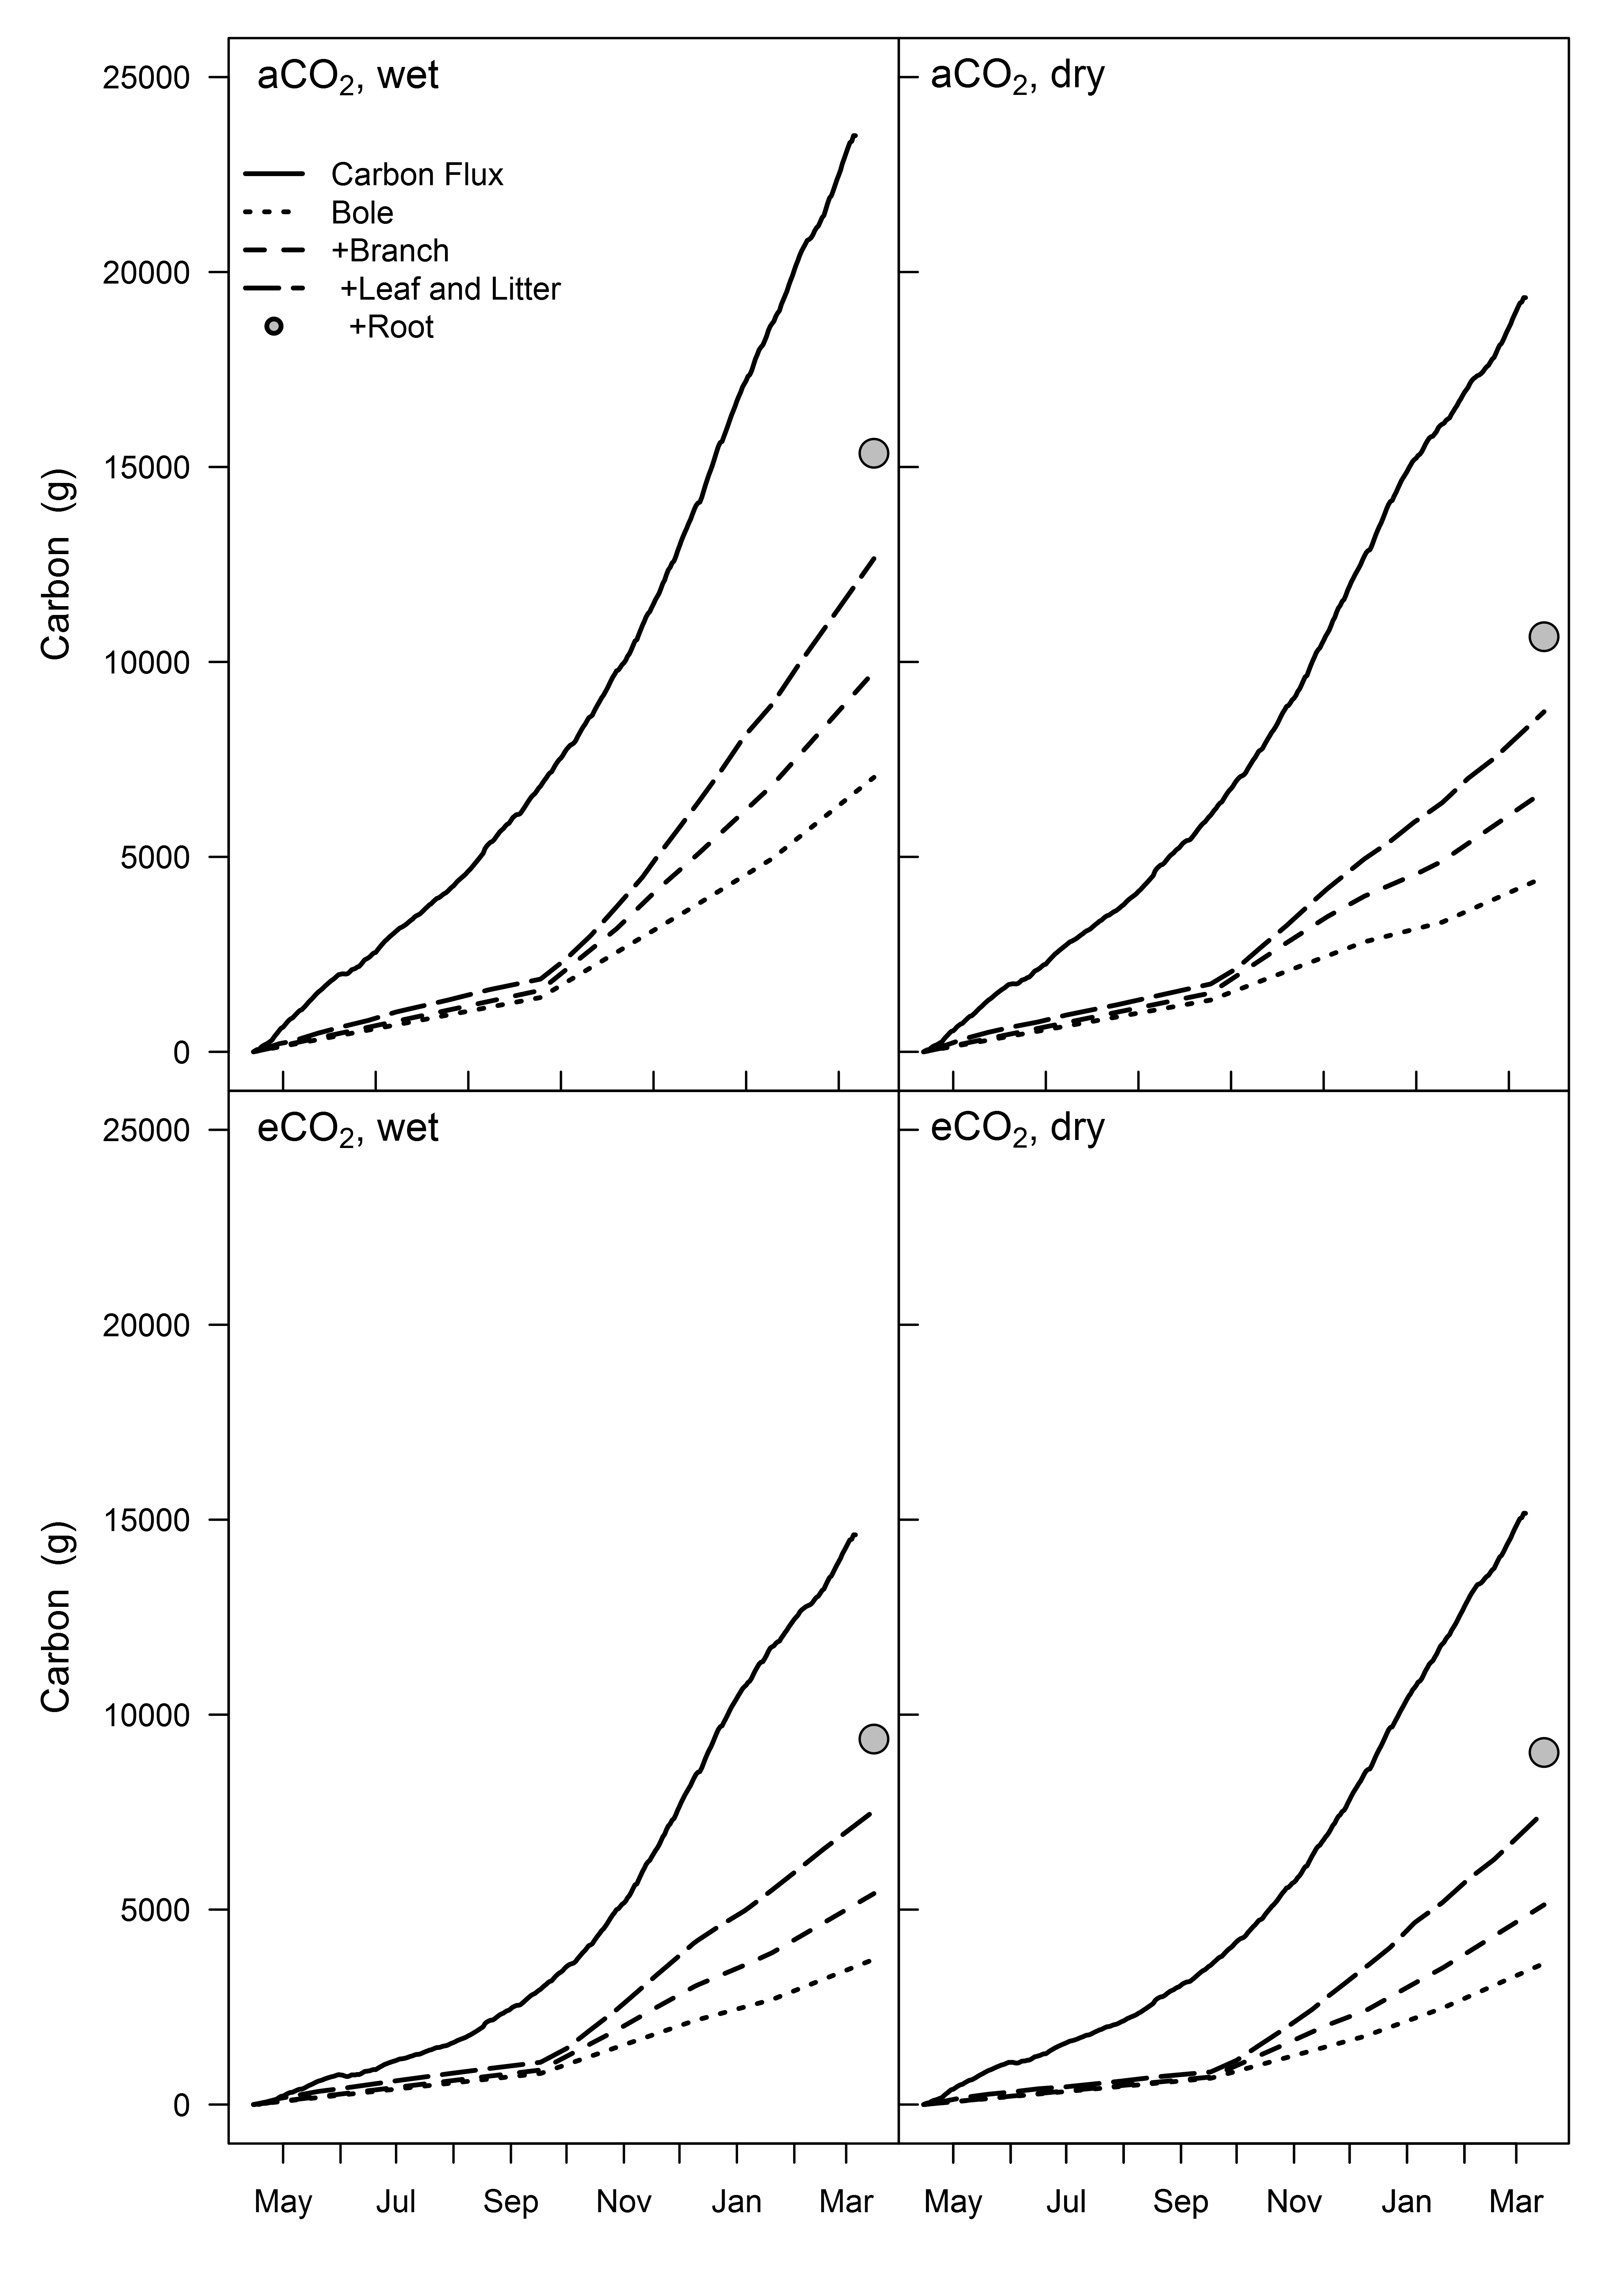 aCO₂, wet
aCO₂, dry
25000
20000
15000
10000
5000
0
Carbon (g)
Carbon Flux
Bole
+Branch
+Leaf and Litter
+Root
eCO₂, wet
eCO₂, dry
25000
20000
15000
10000
5000
0
Carbon (g)
May Jul Sep Nov Jan Mar
May Jul Sep Nov Jan Mar